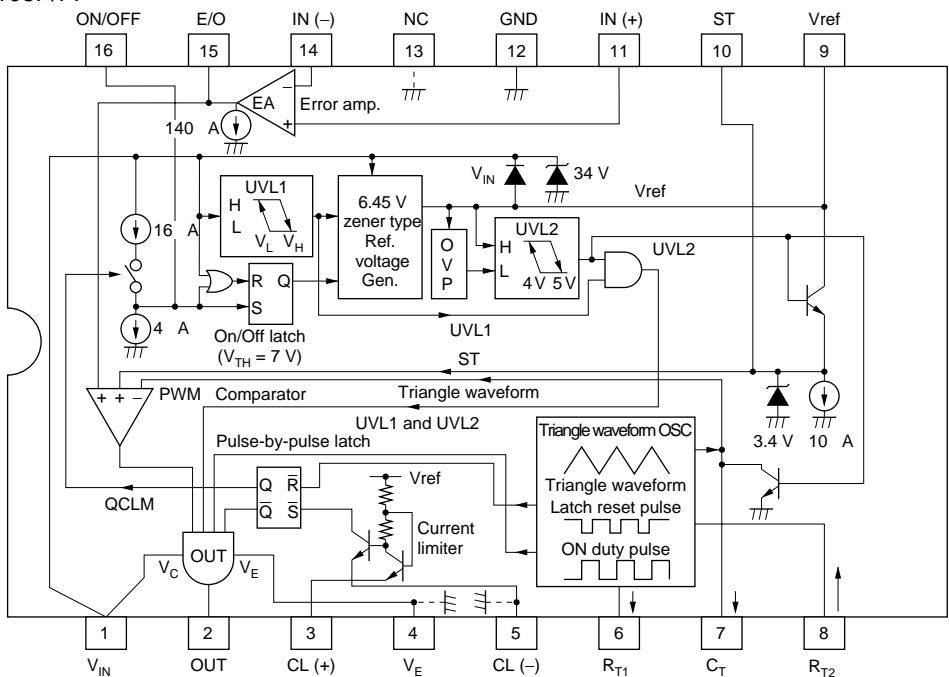 ON/OFF E/O IN (−) NC GND IN (+) ST Vref
16 15 14 13 12 11 10 9
EA Error amp.
140 A
V_IN 34 V
Vref
UVL1
H
L
V_L V_H
6.45 V
zener type
Ref.
voltage
Gen.
O
V
P
UVL2
H
L
4 V 5 V
UVL2
16 A
R Q
S
4 A
On/Off latch
(V_TH = 7 V)
UVL1
ST
+ + − PWM Comparator
Triangle waveform
UVL1 and UVL2
3.4 V 10 A
Pulse-by-pulse latch
Q R̅
Q̅ S̅
QCLM
Vref
Current
limiter
Triangle waveform OSC
Triangle waveform
Latch reset pulse
ON duty pulse
V_C OUT V_E
1 2 3 4 5 6 7 8
V_IN OUT CL (+) V_E CL (−) R_T1 C_T R_T2